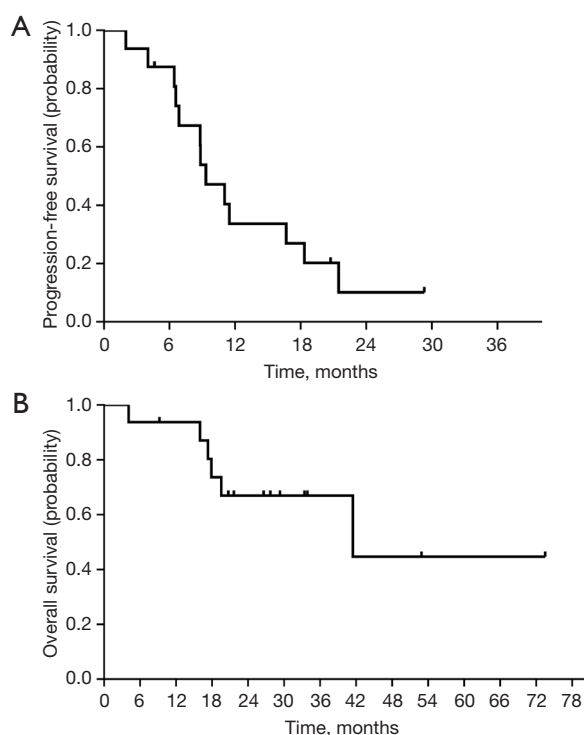 A
Progression-free survival (probability)
1.0
0.8
0.6
0.4
0.2
0.0
0 6 12 18 24 30 36
Time, months
B
Overall survival (probability)
1.0
0.8
0.6
0.4
0.2
0.0
0 6 12 18 24 30 36 42 48 54 60 66 72 78
Time, months